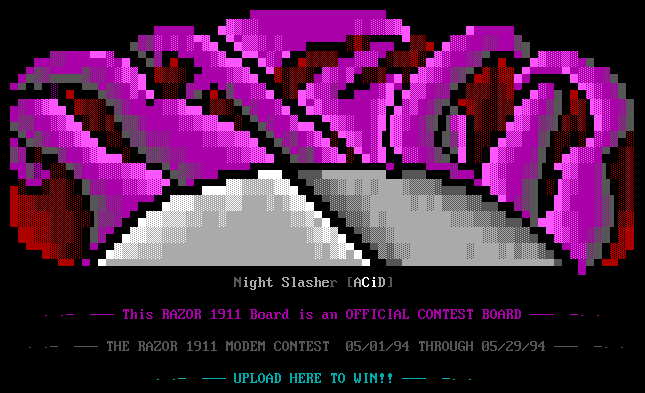 Night Slasher [ACiD]
This RAZOR 1911 Board is an OFFICIAL CONTEST BOARD
THE RAZOR 1911 MODEM CONTEST 05/01/94 THROUGH 05/29/94
UPLOAD HERE TO WIN!!